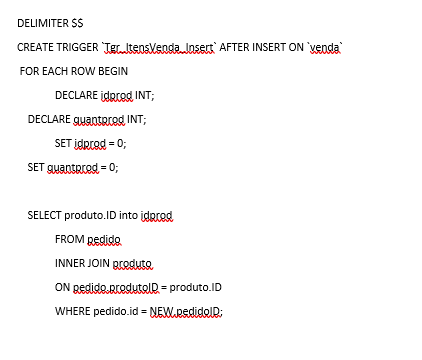 DELIMITER $$
CREATE TRIGGER `Tgr_ItensVenda_Insert` AFTER INSERT ON `venda`
FOR EACH ROW BEGIN
DECLARE idprod INT;
DECLARE quantprod INT;
SET idprod = 0;
SET quantprod = 0;
SELECT produto.ID into idprod
FROM pedido
INNER JOIN produto
ON pedido.produtoID = produto.ID
WHERE pedido.id = NEW.pedidoID;